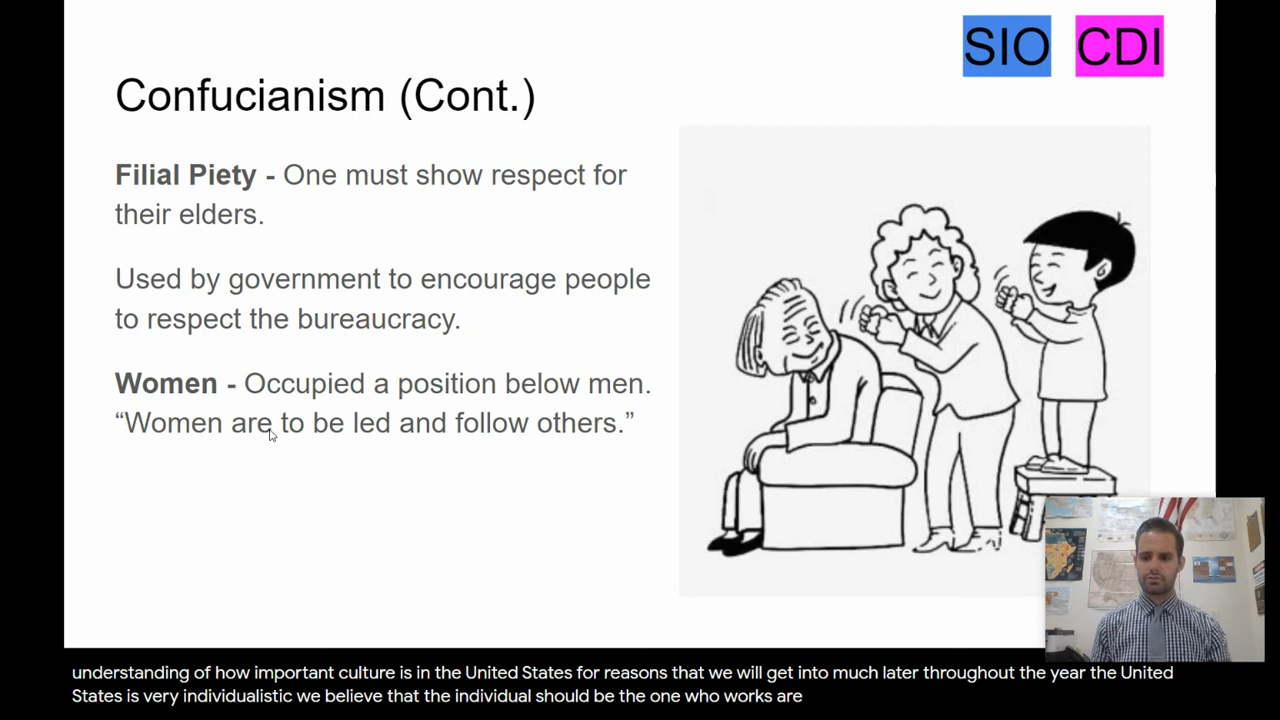 SIO CDI
Confucianism (Cont.)
Filial Piety - One must show respect for
their elders.
Used by government to encourage people
to respect the bureaucracy.
Women - Occupied a position below men.
“Women are to be led and follow others.”
understanding of how important culture is in the United States for reasons that we will get into much later throughout the year the United
States is very individualistic we believe that the individual should be the one who works are